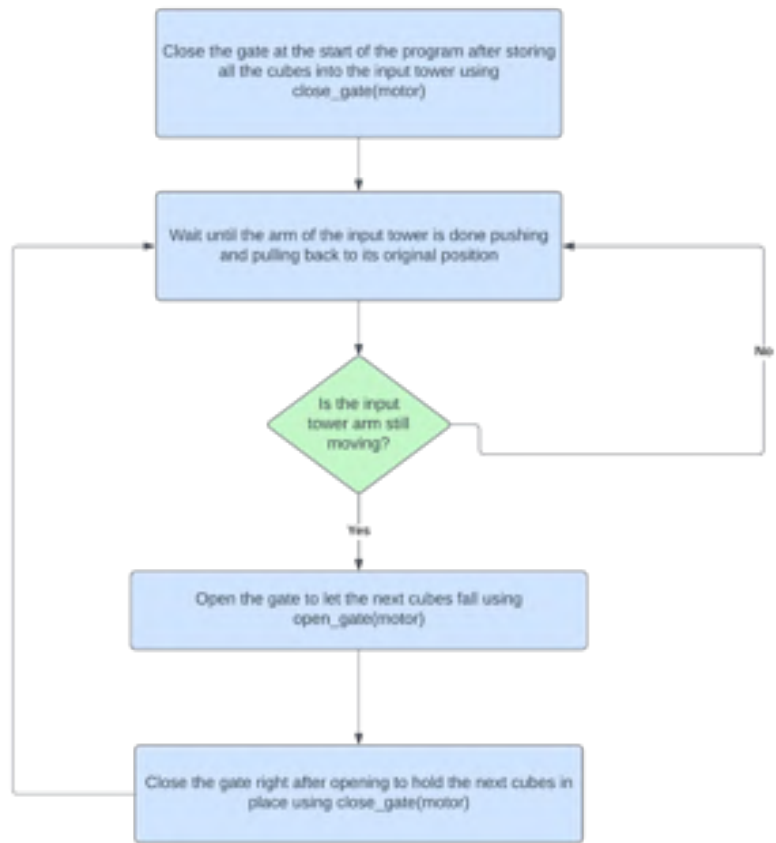 Close the gate at the start of the program after storing
all the cubes into the input tower using
close_gate(motor)
Wait until the arm of the input tower is done pushing
and pulling back to its original position
No
Is the input
tower arm still
moving?
Yes
Open the gate to let the next cubes fall using
open_gate(motor)
Close the gate right after opening to hold the next cubes in
place using close_gate(motor)